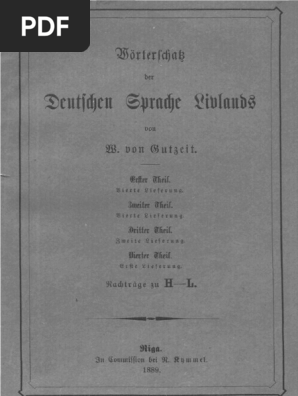 PDF
Wörterschatz
der
Deutschen Sprache Livlands
von
W. von Gutzeit.
Erster Theil.
Vierte Lieferung.
Zweiter Theil.
Vierte Lieferung.
Dritter Theil.
Zweite Lieferung.
Vierter Theil.
Erste Lieferung.
Nachträge zu H—L.
Riga.
In Commission bei N. Kymmel.